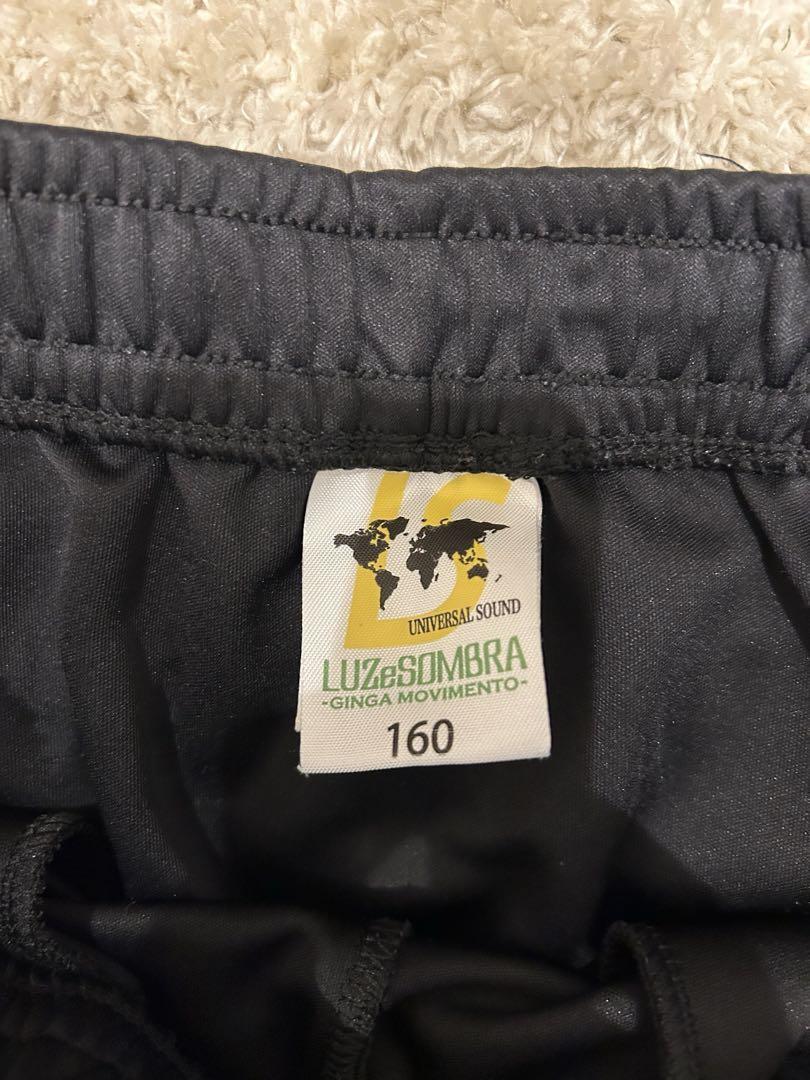 LS
UNIVERSAL SOUND
LUZeSOMBRA
-GINGA MOVIMENTO-
160